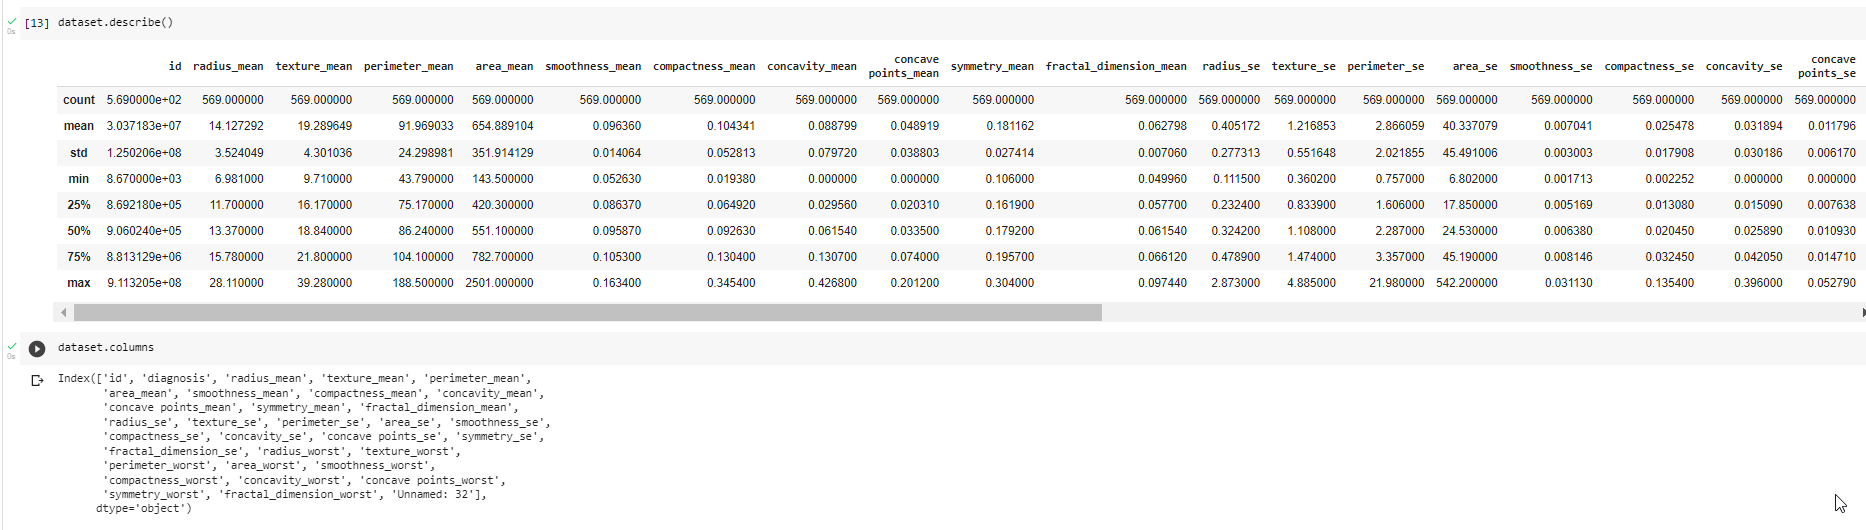 [13] dataset.describe()
0s
id radius_mean texture_mean perimeter_mean area_mean smoothness_mean compactness_mean concavity_mean concave points_mean symmetry_mean fractal_dimension_mean radius_se texture_se perimeter_se area_se smoothness_se compactness_se concavity_se concave points_se
count 5.690000e+02 569.000000 569.000000 569.000000 569.000000 569.000000 569.000000 569.000000 569.000000 569.000000 569.000000 569.000000 569.000000 569.000000 569.000000 569.000000 569.000000 569.000000 569.000000
mean 3.037183e+07 14.127292 19.289649 91.969033 654.889104 0.096360 0.104341 0.088799 0.048919 0.181162 0.062798 0.405172 1.216853 2.866059 40.337079 0.007041 0.025478 0.031894 0.011796
std 1.250206e+08 3.524049 4.301036 24.298981 351.914129 0.014064 0.052813 0.079720 0.038803 0.027414 0.007060 0.277313 0.551648 2.021855 45.491006 0.003003 0.017908 0.030186 0.006170
min 8.670000e+03 6.981000 9.710000 43.790000 143.500000 0.052630 0.019380 0.000000 0.000000 0.106000 0.049960 0.111500 0.360200 0.757000 6.802000 0.001713 0.002252 0.000000 0.000000
25% 8.692180e+05 11.700000 16.170000 75.170000 420.300000 0.086370 0.064920 0.029560 0.020310 0.161900 0.057700 0.232400 0.833900 1.606000 17.850000 0.005169 0.013080 0.015090 0.007638
50% 9.060240e+05 13.370000 18.840000 86.240000 551.100000 0.095870 0.092630 0.061540 0.033500 0.179200 0.061540 0.324200 1.108000 2.287000 24.530000 0.006380 0.020450 0.025890 0.010930
75% 8.813129e+06 15.780000 21.800000 104.100000 782.700000 0.105300 0.130400 0.130700 0.074000 0.195700 0.066120 0.478900 1.474000 3.357000 45.190000 0.008146 0.032450 0.042050 0.014710
max 9.113205e+08 28.110000 39.280000 188.500000 2501.000000 0.163400 0.345400 0.426800 0.201200 0.304000 0.097440 2.873000 4.885000 21.980000 542.200000 0.031130 0.135400 0.396000 0.052790
dataset.columns
0s
Index(['id', 'diagnosis', 'radius_mean', 'texture_mean', 'perimeter_mean',
'area_mean', 'smoothness_mean', 'compactness_mean', 'concavity_mean',
'concave points_mean', 'symmetry_mean', 'fractal_dimension_mean',
'radius_se', 'texture_se', 'perimeter_se', 'area_se', 'smoothness_se',
'compactness_se', 'concavity_se', 'concave points_se', 'symmetry_se',
'fractal_dimension_se', 'radius_worst', 'texture_worst',
'perimeter_worst', 'area_worst', 'smoothness_worst',
'compactness_worst', 'concavity_worst', 'concave points_worst',
'symmetry_worst', 'fractal_dimension_worst', 'Unnamed: 32'],
dtype='object')